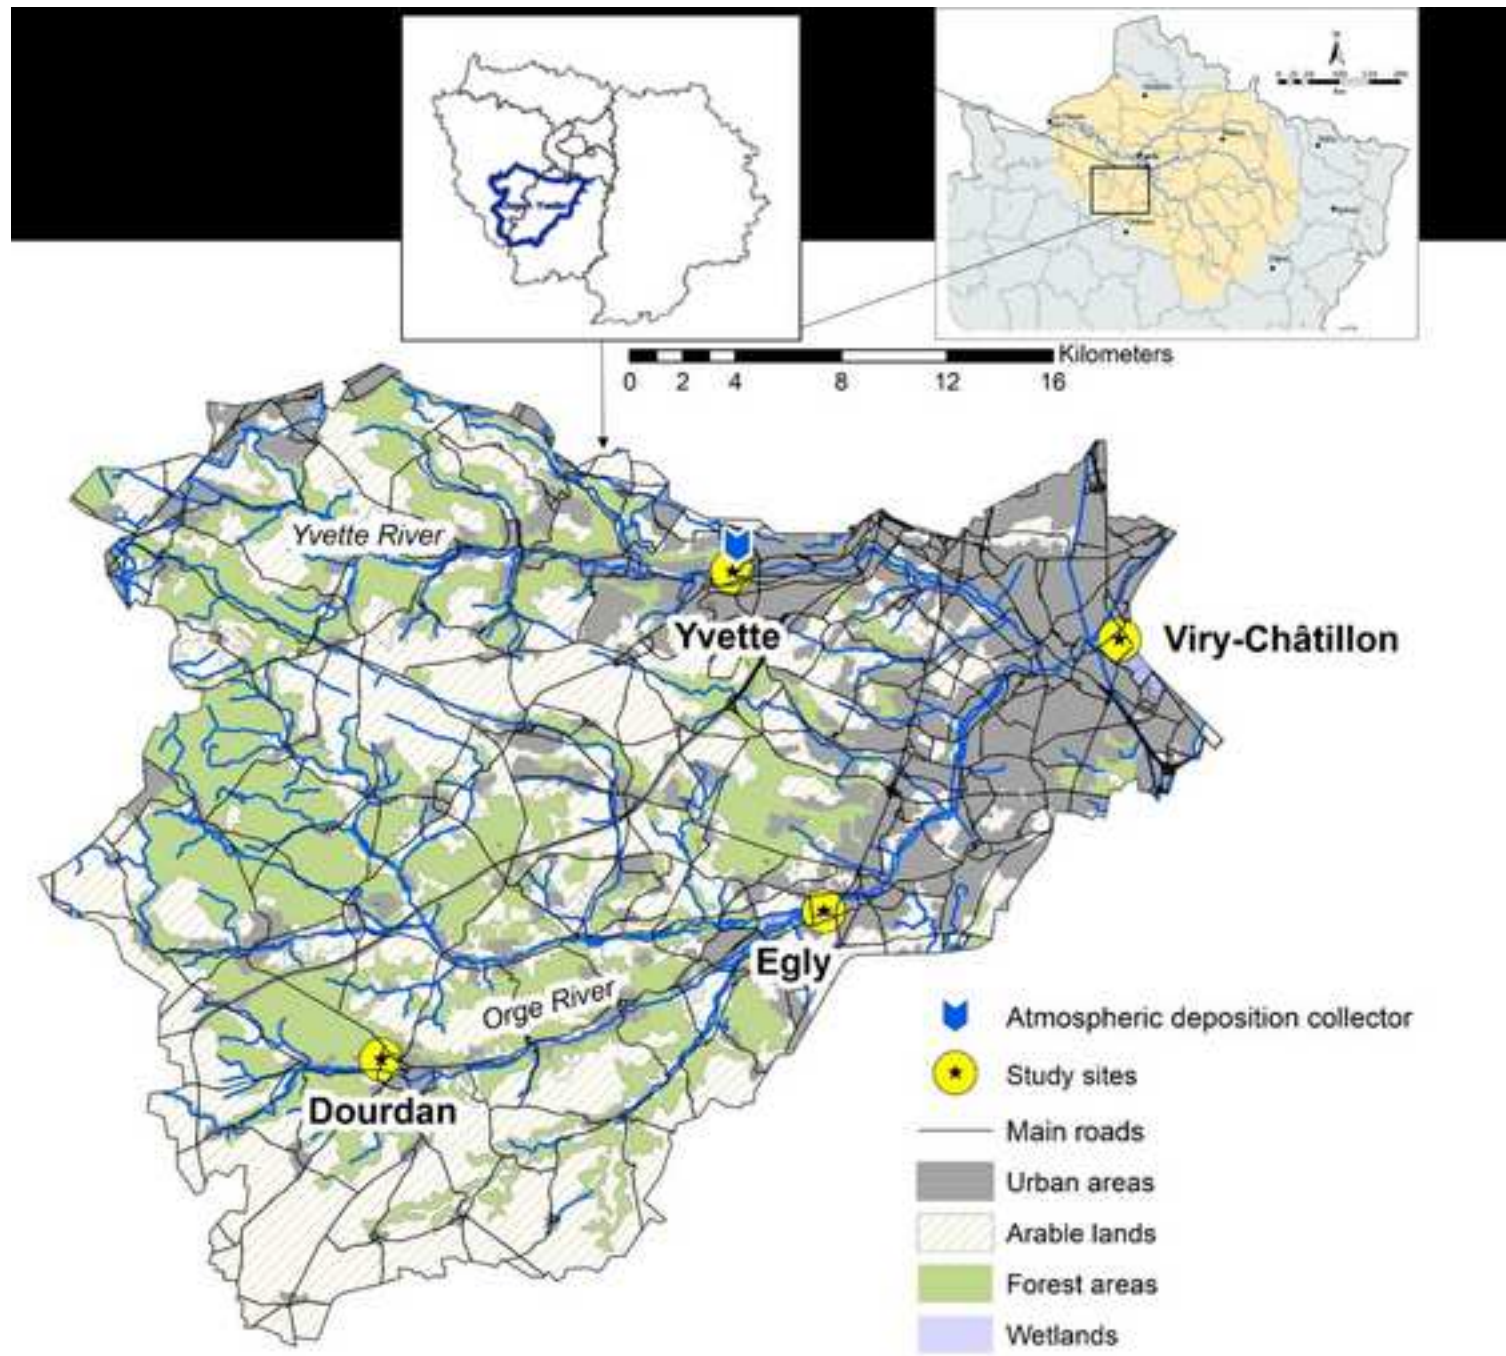 N
Kilometers
0 2 4 8 12 16
Yvette River
Yvette
Viry-Châtillon
Egly
Orge River
Dourdan
Atmospheric deposition collector
Study sites
Main roads
Urban areas
Arable lands
Forest areas
Wetlands